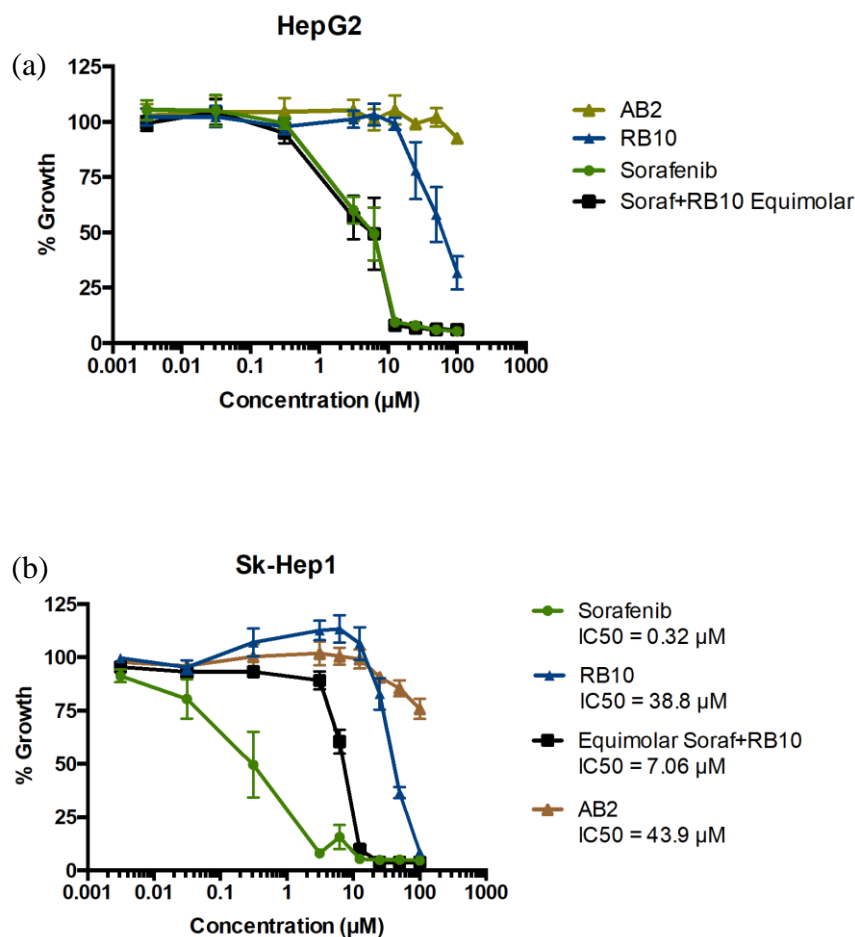 HepG2
(a)
125
100
75
50
25
0
% Growth
0.001 0.01 0.1 1 10 100 1000
Concentration (µM)
AB2
RB10
Sorafenib
Soraf+RB10 Equimolar
(b)
Sk-Hep1
125
100
75
50
25
0
% Growth
0.001 0.01 0.1 1 10 100 1000
Concentration (µM)
Sorafenib
IC50 = 0.32 µM
RB10
IC50 = 38.8 µM
Equimolar Soraf+RB10
IC50 = 7.06 µM
AB2
IC50 = 43.9 µM